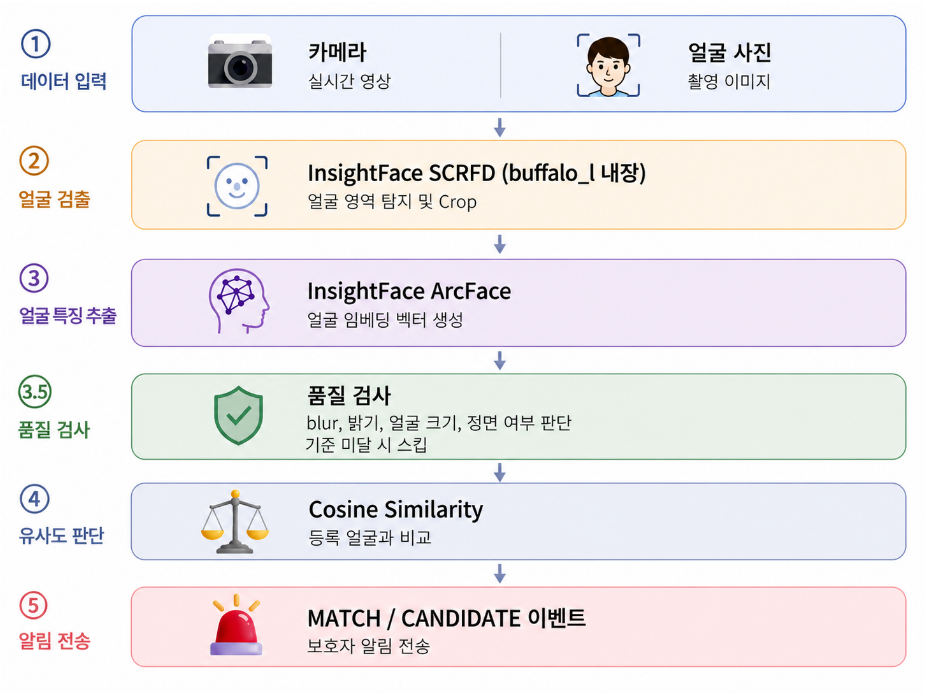 1
데이터 입력
카메라
실시간 영상
얼굴 사진
촬영 이미지
2
얼굴 검출
InsightFace SCRFD (buffalo_l 내장)
얼굴 영역 탐지 및 Crop
3
얼굴 특징 추출
InsightFace ArcFace
얼굴 임베딩 벡터 생성
3.5
품질 검사
품질 검사
blur, 밝기, 얼굴 크기, 정면 여부 판단
기준 미달 시 스킵
4
유사도 판단
Cosine Similarity
등록 얼굴과 비교
5
알림 전송
MATCH / CANDIDATE 이벤트
보호자 알림 전송